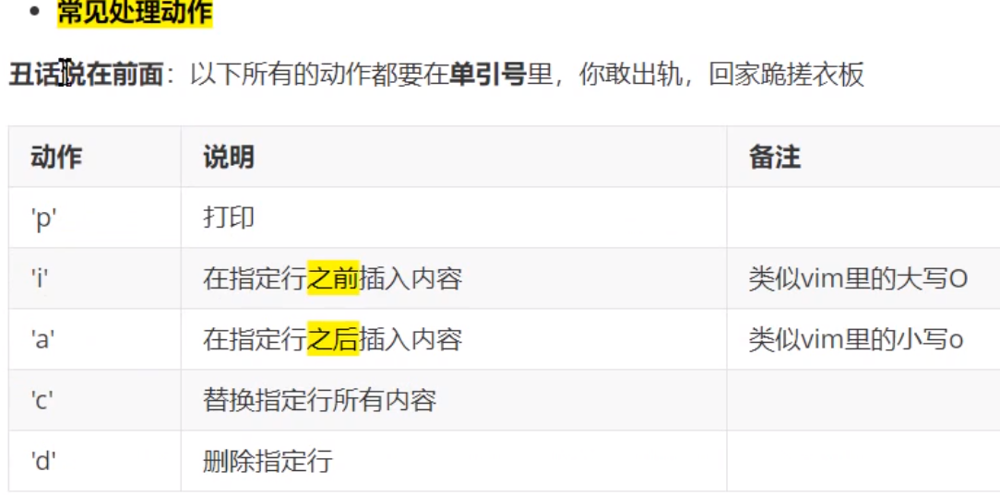 常见处理动作
丑话说在前面：以下所有的动作都要在单引号里，你敢出轨，回家跪搓衣板
动作 说明 备注
'p' 打印
'i' 在指定行之前插入内容 类似vim里的大写O
'a' 在指定行之后插入内容 类似vim里的小写o
'c' 替换指定行所有内容
'd' 删除指定行